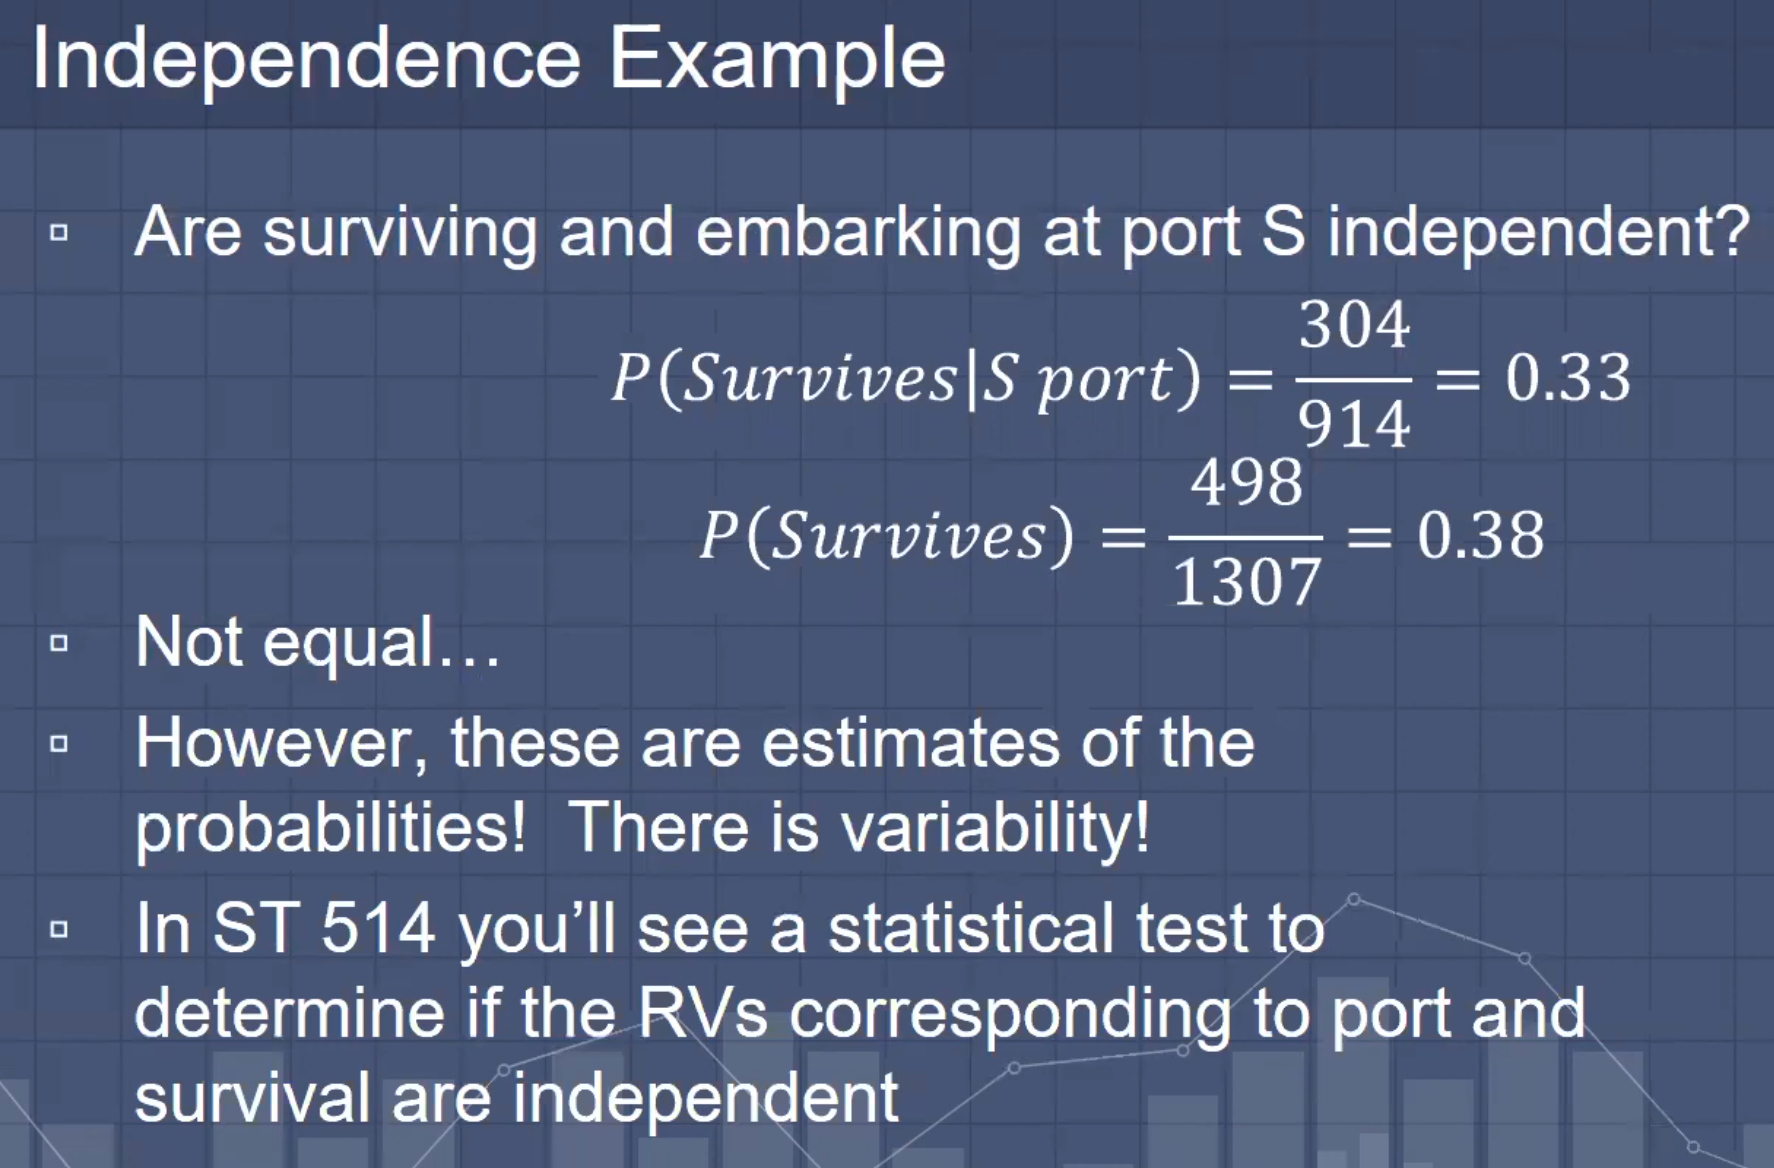 Independence Example
▫ Are surviving and embarking at port S independent?
P(Survives|S port) = 304/914 = 0.33
P(Survives) = 498/1307 = 0.38
▫ Not equal…
▫ However, these are estimates of the
probabilities!  There is variability!
▫ In ST 514 you’ll see a statistical test to
determine if the RVs corresponding to port and
survival are independent